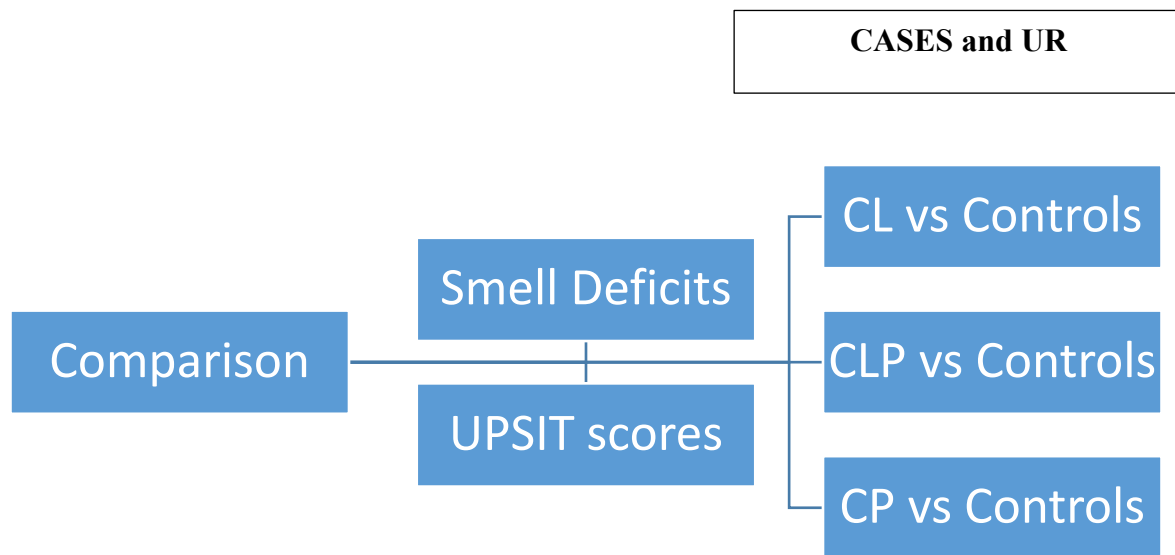 CASES and UR
CL vs Controls
Smell Deficits
Comparison
CLP vs Controls
UPSIT scores
CP vs Controls